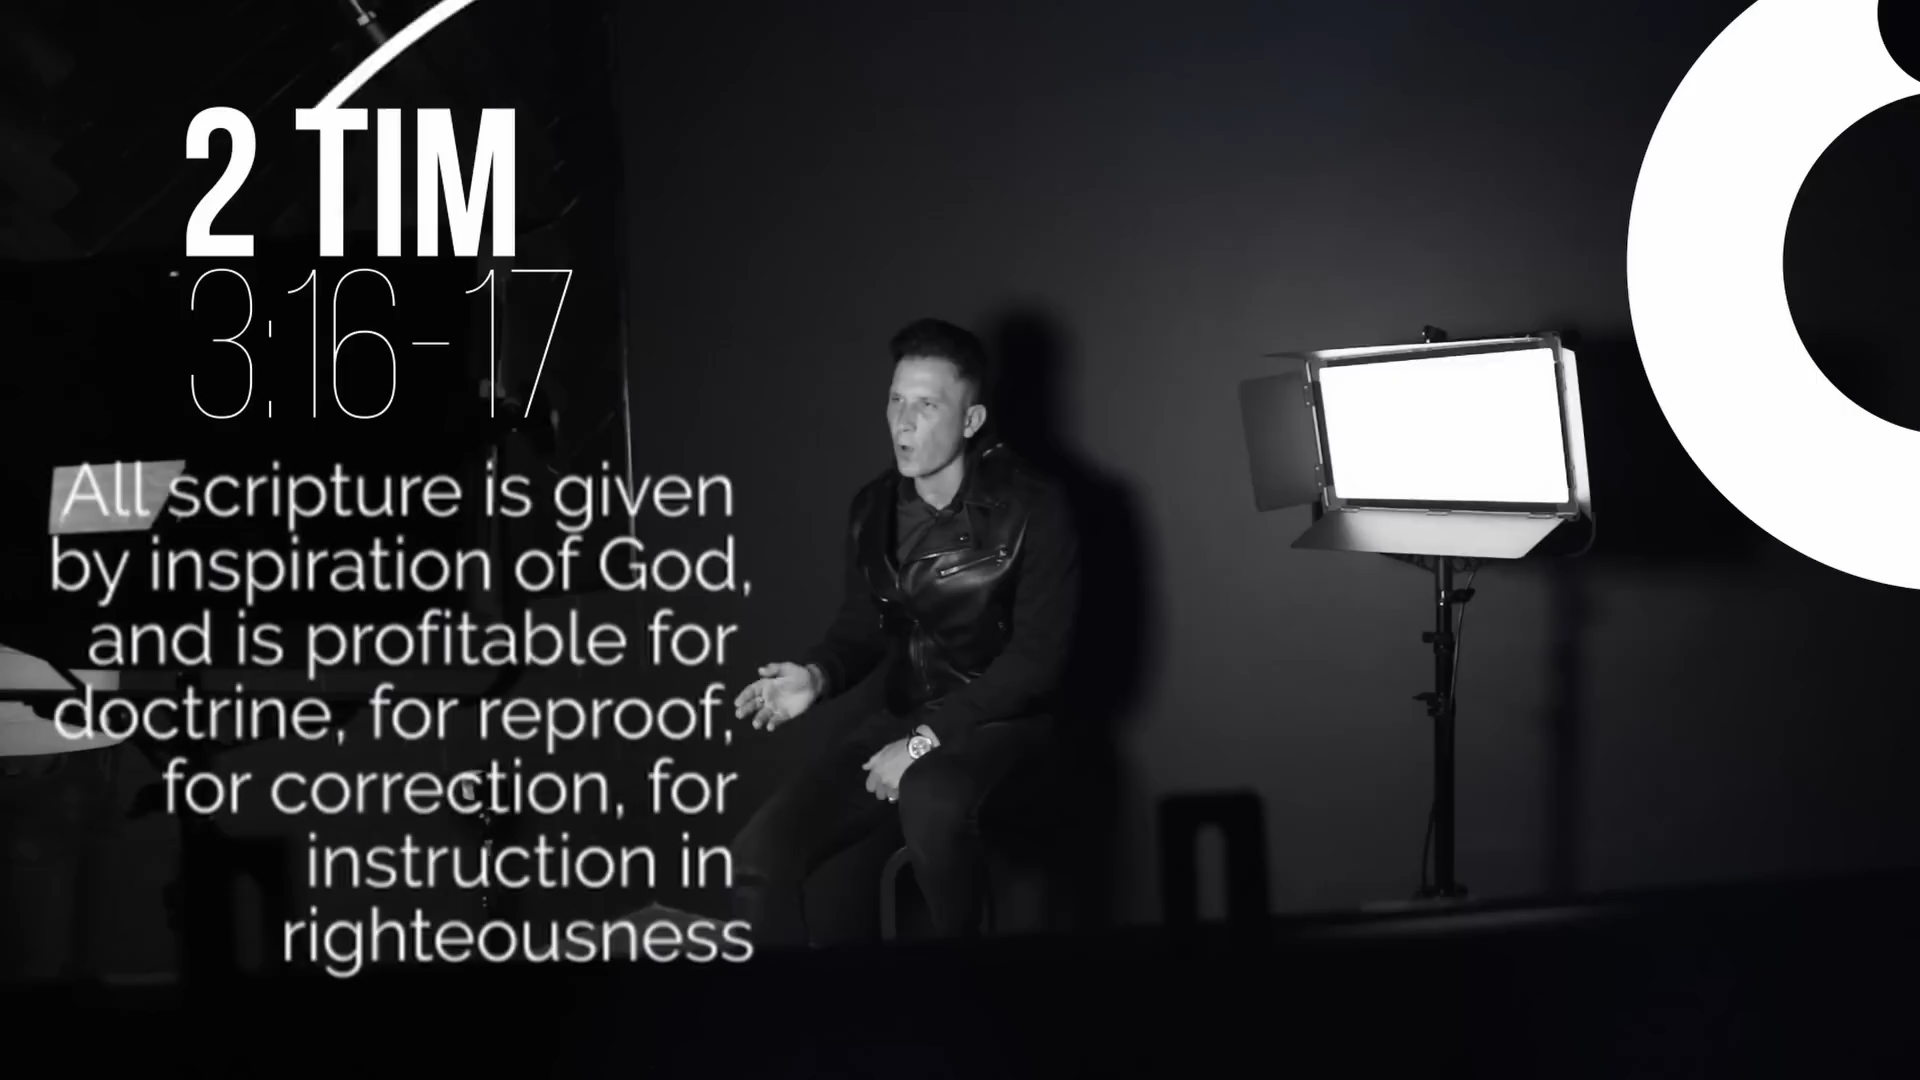 2 TIM
3:16-17
All scripture is given
by inspiration of God,
and is profitable for
doctrine, for reproof,
for correction, for
instruction in
righteousness